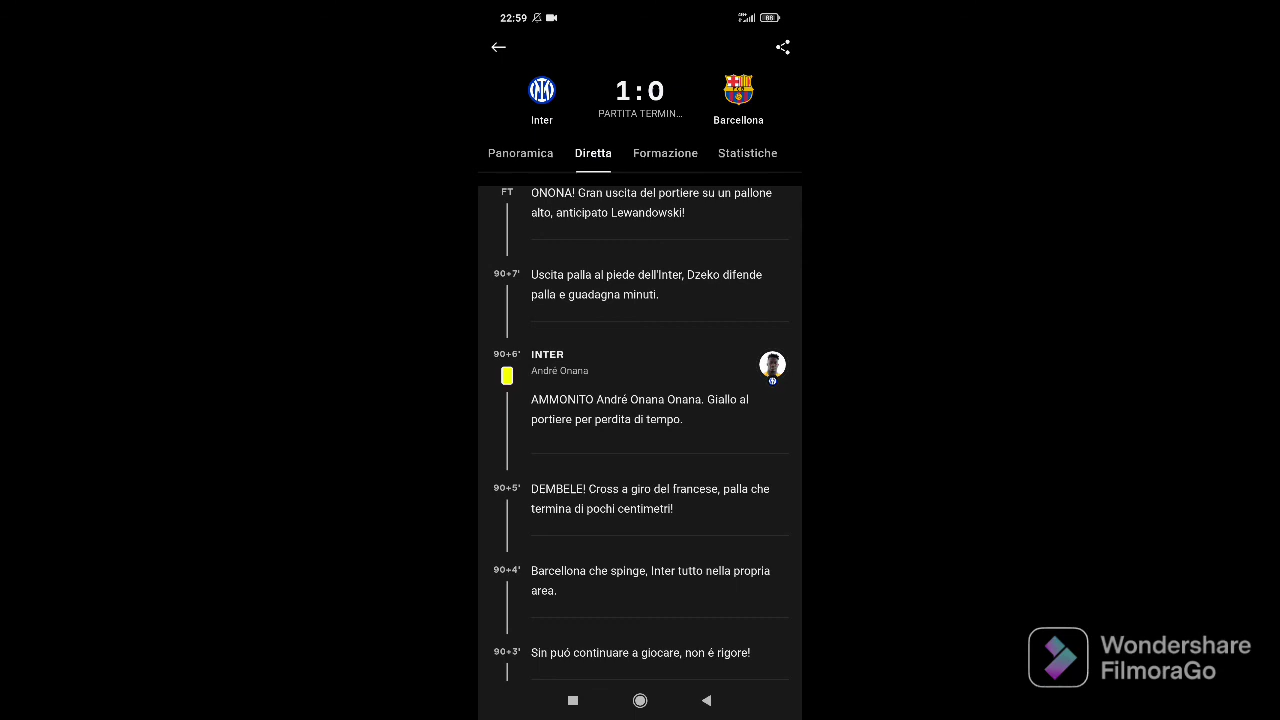 22:59
88
1 : 0
PARTITA TERMIN...
Inter
Barcellona
Panoramica Diretta Formazione Statistiche
FT
ONONA! Gran uscita del portiere su un pallone
alto, anticipato Lewandowski!
90+7'
Uscita palla al piede dell'Inter, Dzeko difende
palla e guadagna minuti.
90+6'
INTER
André Onana
AMMONITO André Onana Onana. Giallo al
portiere per perdita di tempo.
90+5'
DEMBELE! Cross a giro del francese, palla che
termina di pochi centimetri!
90+4'
Barcellona che spinge, Inter tutto nella propria
area.
90+3'
Sin puó continuare a giocare, non é rigore!
Wondershare
FilmoraGo